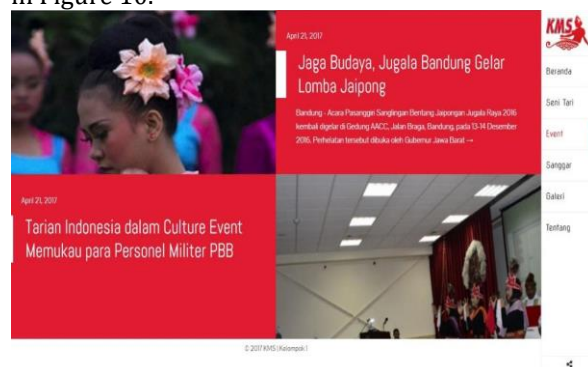 in Figure 10.
April 21, 2017
Jaga Budaya, Jugala Bandung Gelar
Lomba Jaipong
Bandung - Acara Pasanggiri Sanglingan Bentang Jaipongan Jugala Raya 2016
kembali digelar di Gedung AACC, Jalan Braga, Bandung, pada 13-14 Desember
2016. Perhelatan tersebut dibuka oleh Gubernur Jawa Barat →
April 21, 2017
Tarian Indonesia dalam Culture Event
Memukau para Personel Militer PBB
KMS
Beranda
Seni Tari
Event
Sanggar
Galeri
Tentang
© 2017 KMS | Kelompok 1